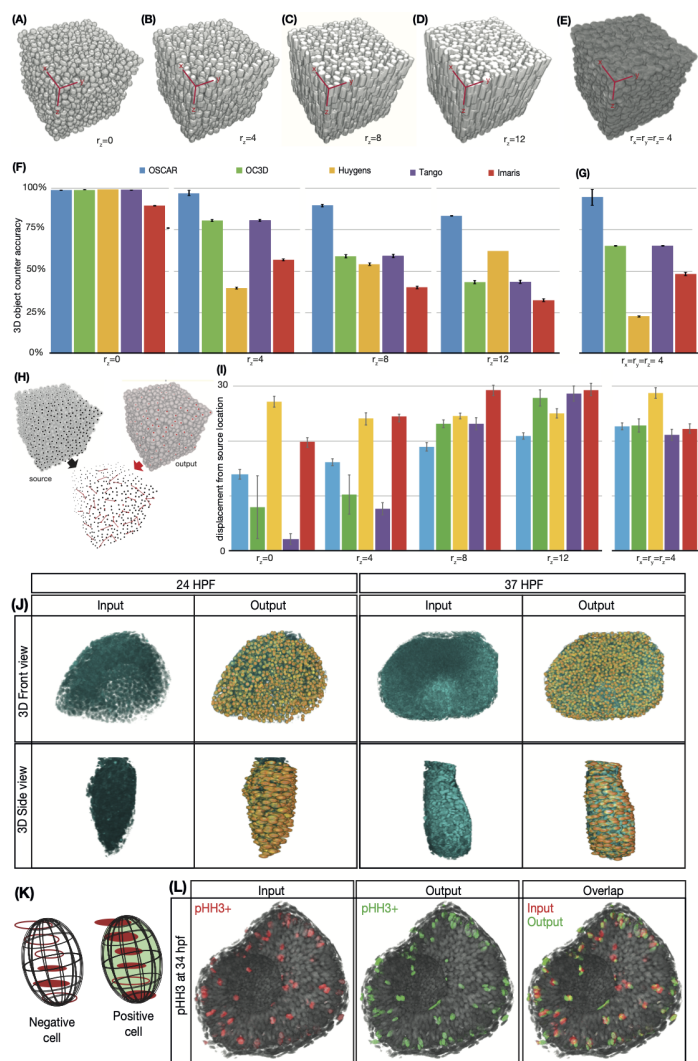 (A)
(B)
(C)
(D)
(E)
rz=0
rz=4
rz=8
rz=12
rx=ry=rz= 4
(F)
OSCAR
OC3D
Huygens
Tango
Imaris
(G)
3D object counter accuracy
100%
75%
50%
25%
0%
rz=0
rz=4
rz=8
rz=12
rx=ry=rz= 4
(H)
source
output
(I)
displacement from source location
30
0
rz=0
rz=4
rz=8
rz=12
rx=ry=rz=4
24 HPF
37 HPF
(J)
Input
Output
Input
Output
3D Front view
3D Side view
(K)
Negative
cell
Positive
cell
(L)
Input
Output
Overlap
pHH3 at 34 hpf
pHH3+
pHH3+
Input
Output